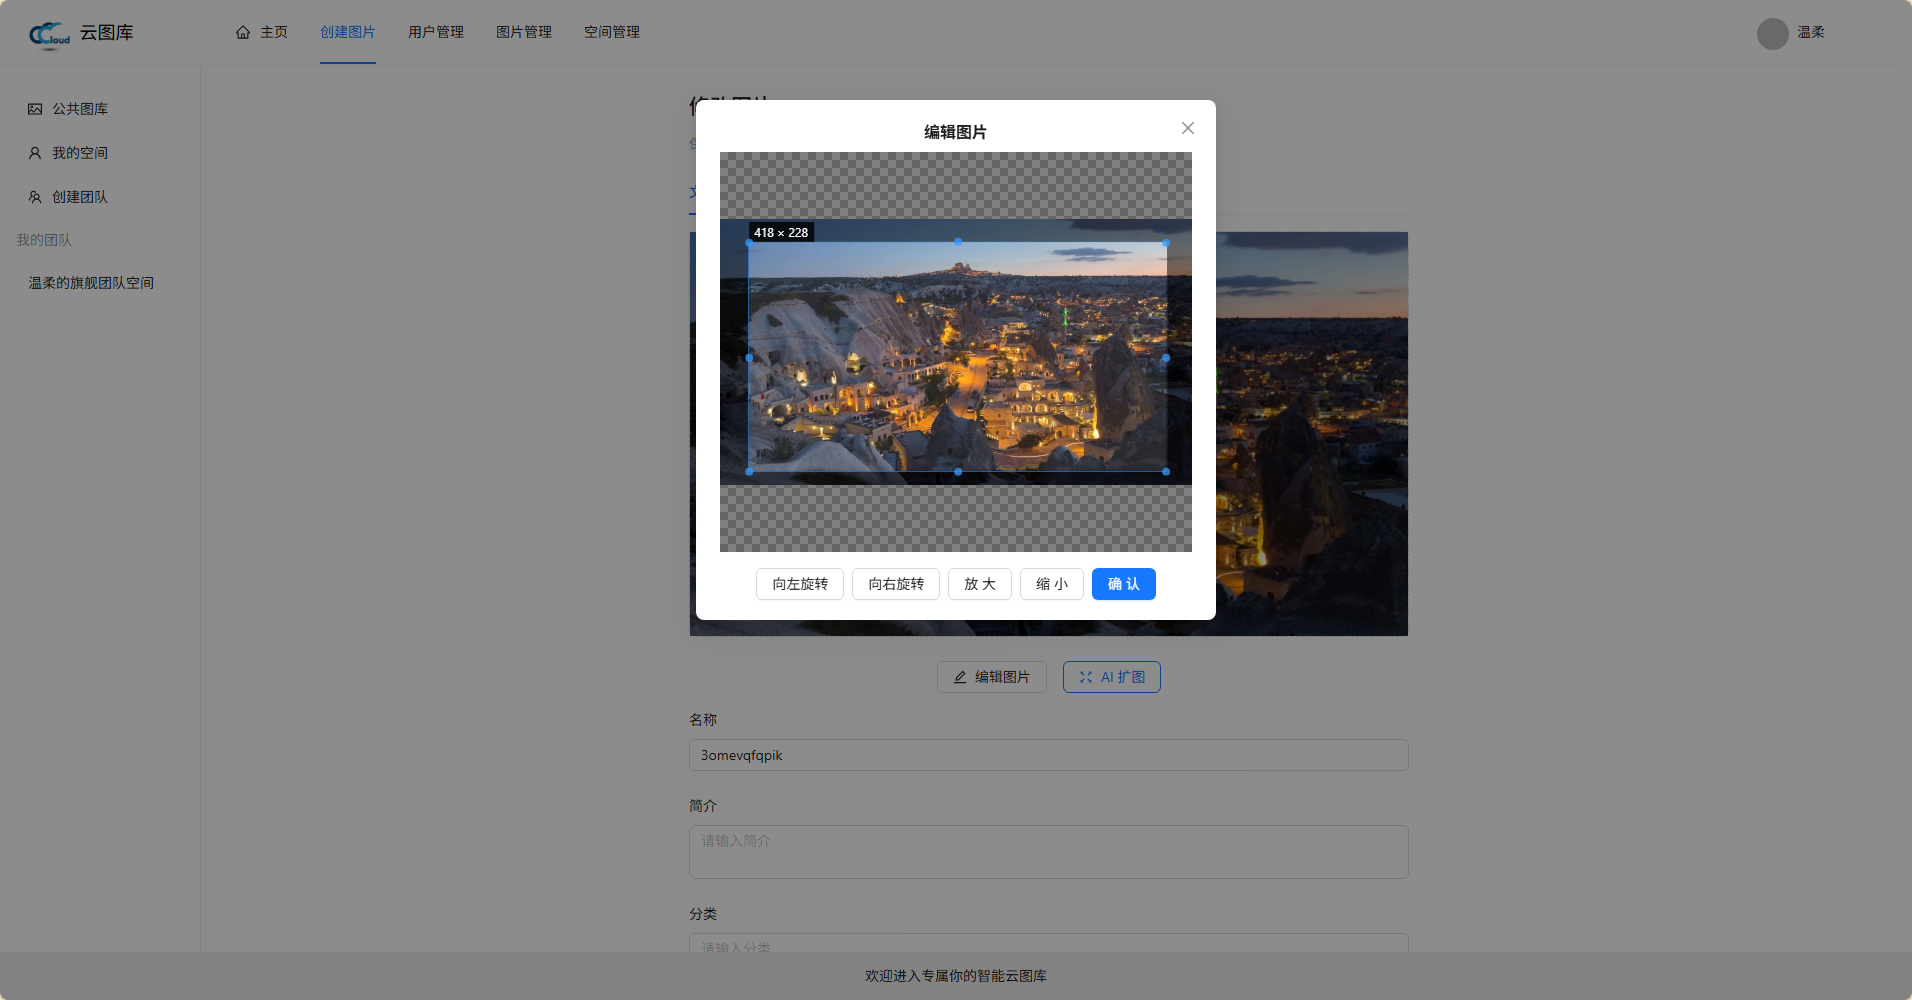 Cloud 云图库
主页 创建图片 用户管理 图片管理 空间管理
温柔
公共图库
我的空间
创建团队
我的团队
温柔的旗舰团队空间
编辑图片
418 × 228
向左旋转 向右旋转 放 大 缩 小 确 认
编辑图片 AI 扩图
名称
3omevqfqpik
简介
请输入简介
分类
请输入分类
欢迎进入专属你的智能云图库